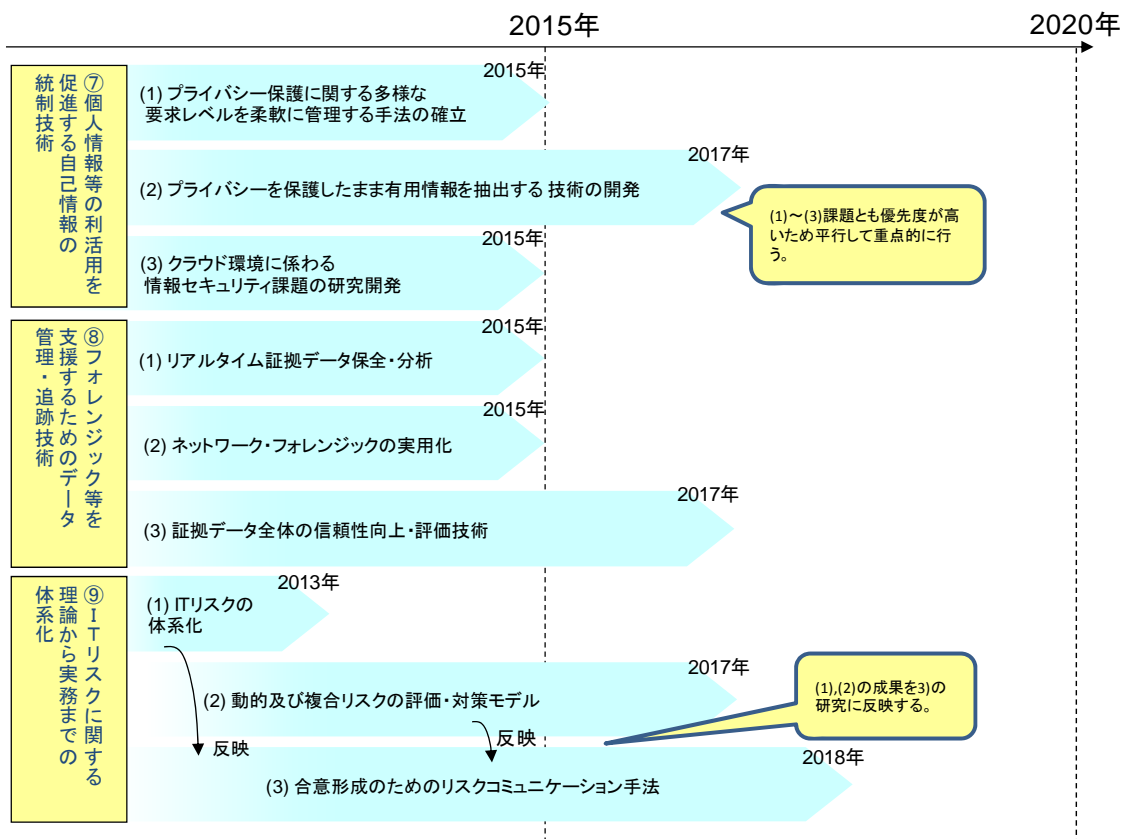 2015年
2020年
⑦個人情報等の利活用を
促進する自己情報の
統制技術
2015年
(1) プライバシー保護に関する多様な
要求レベルを柔軟に管理する手法の確立
2017年
(2) プライバシーを保護したまま有用情報を抽出する 技術の開発
(1)～(3)課題とも優先度が高
いため平行して重点的に行
う。
2015年
(3) クラウド環境に係わる
情報セキュリティ課題の研究開発
⑧フォレンジック等を
支援するためのデータ
管理・追跡技術
2015年
(1) リアルタイム証拠データ保全・分析
2015年
(2) ネットワーク・フォレンジックの実用化
2017年
(3) 証拠データ全体の信頼性向上・評価技術
⑨ITリスクに関する
理論から実務までの
体系化
2013年
(1) ITリスクの
体系化
2017年
(2) 動的及び複合リスクの評価・対策モデル
(1),(2)の成果を3)の
研究に反映する。
反映
反映
2018年
(3) 合意形成のためのリスクコミュニケーション手法